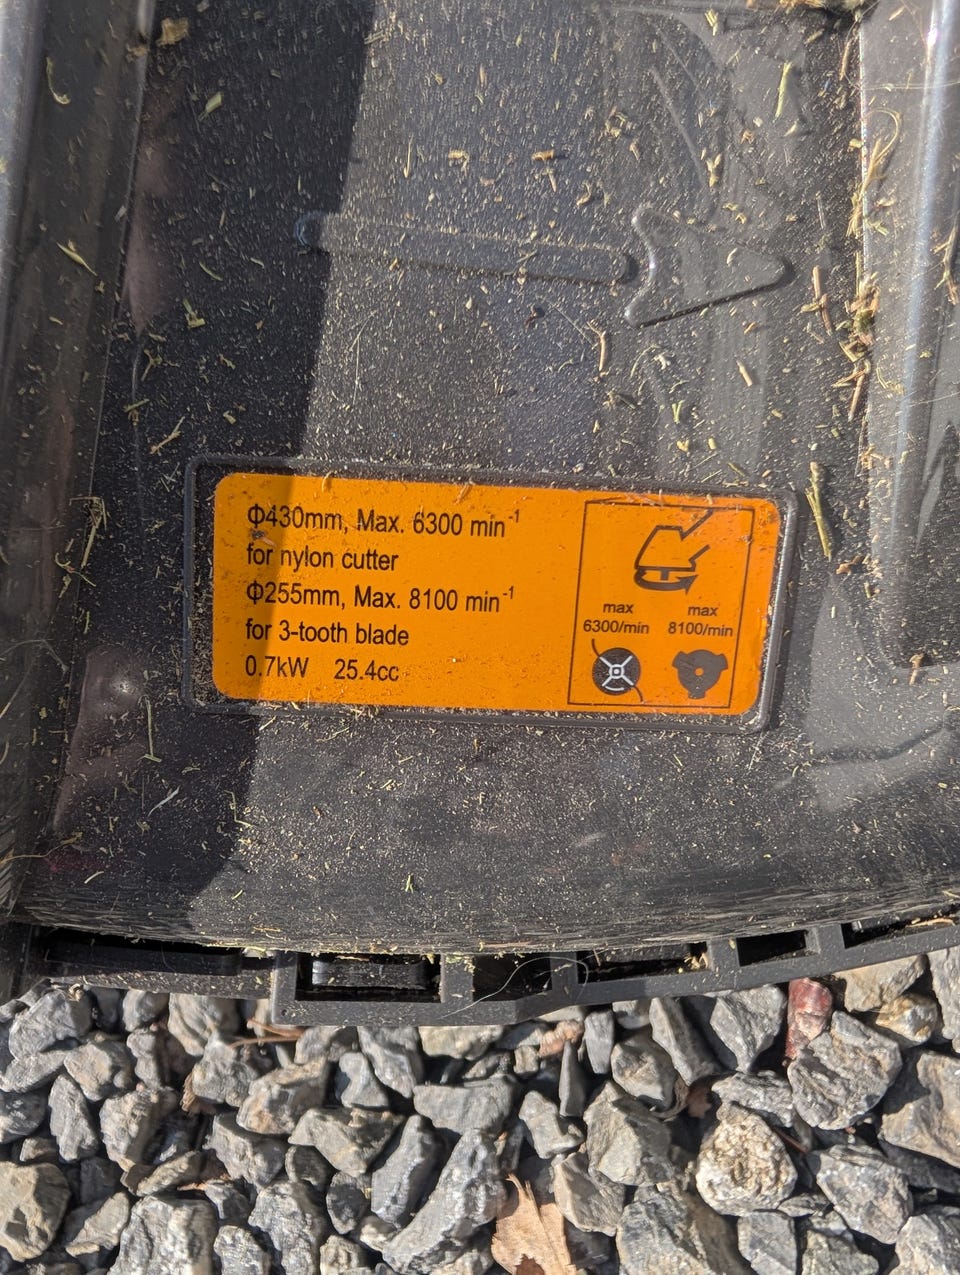 Φ430mm, Max. 6300 min⁻¹
for nylon cutter
Φ255mm, Max. 8100 min⁻¹
for 3-tooth blade
0.7kW 25.4cc
max 6300/min
max 8100/min